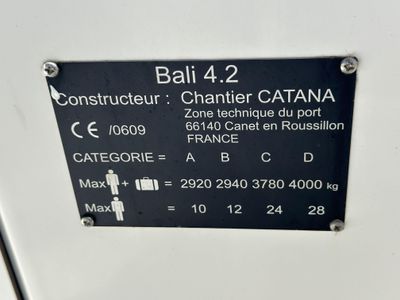 Bali 4.2
Constructeur : Chantier CATANA
Zone technique du port
CE /0609 66140 Canet en Roussillon
FRANCE
CATEGORIE = A B C D
Max + = 2920 2940 3780 4000 kg
Max = 10 12 24 28